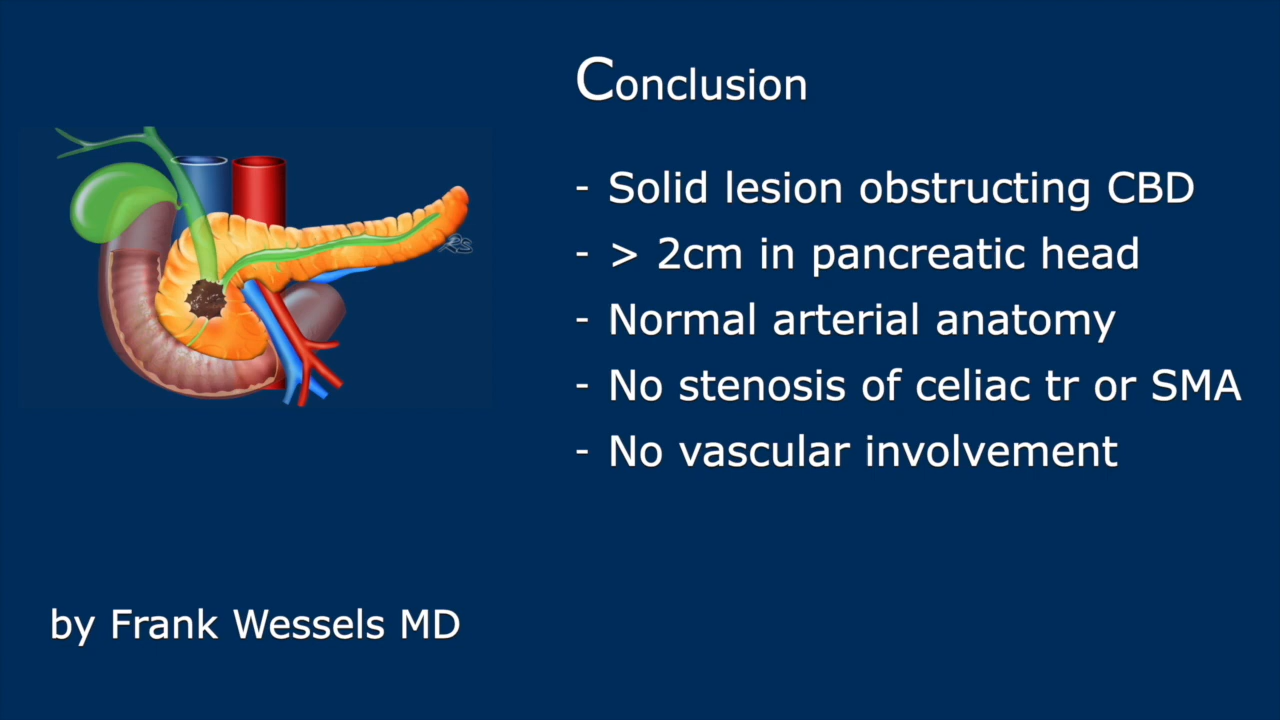 Conclusion
- Solid lesion obstructing CBD
- > 2cm in pancreatic head
- Normal arterial anatomy
- No stenosis of celiac tr or SMA
- No vascular involvement
by Frank Wessels MD